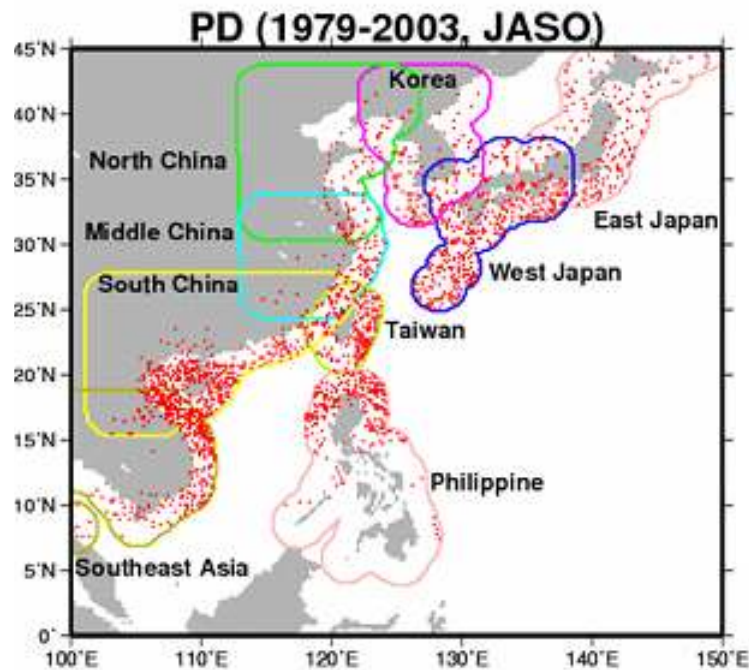 PD (1979-2003, JASO)
45˚N
Korea
40˚N
North China
35˚N
East Japan
Middle China
30˚N
West Japan
South China
25˚N
Taiwan
20˚N
15˚N
Philippine
10˚N
5˚N
Southeast Asia
0˚
100˚E 110˚E 120˚E 130˚E 140˚E 150˚E